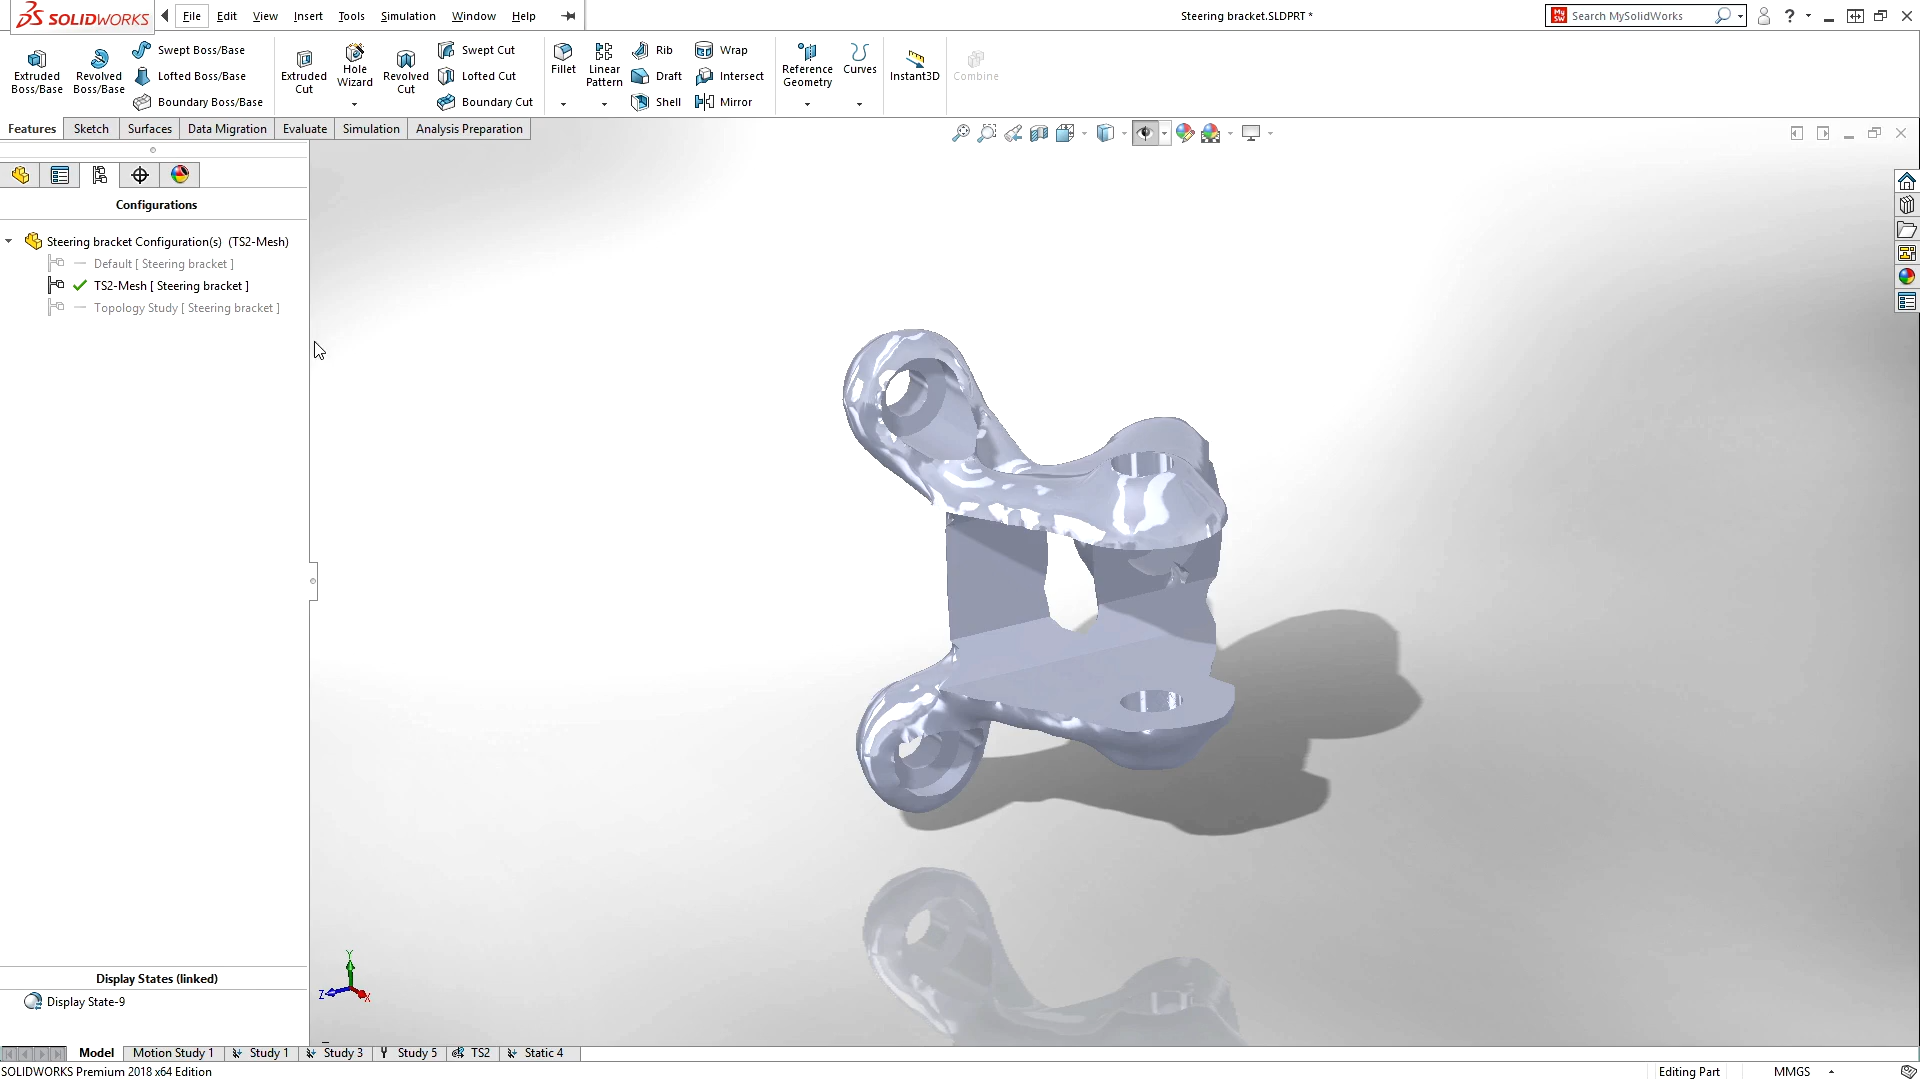 SOLIDWORKS File Edit View Insert Tools Simulation Window Help Steering bracket.SLDPRT * My SW Search MySolidWorks ?
Extruded Boss/Base
Revolved Boss/Base
Swept Boss/Base
Lofted Boss/Base
Boundary Boss/Base
Extruded Cut
Hole Wizard
Revolved Cut
Swept Cut
Lofted Cut
Boundary Cut
Fillet
Linear Pattern
Rib
Draft
Shell
Wrap
Intersect
Mirror
Reference Geometry
Curves
Instant3D
Combine
Features Sketch Surfaces Data Migration Evaluate Simulation Analysis Preparation
Configurations
Steering bracket Configuration(s) (TS2-Mesh)
Default [ Steering bracket ]
TS2-Mesh [ Steering bracket ]
Topology Study [ Steering bracket ]
Y
Z X
Display States (linked)
Display State-9
Model Motion Study 1 Study 1 Study 3 Study 5 TS2 Static 4
SOLIDWORKS Premium 2018 x64 Edition Editing Part MMGS